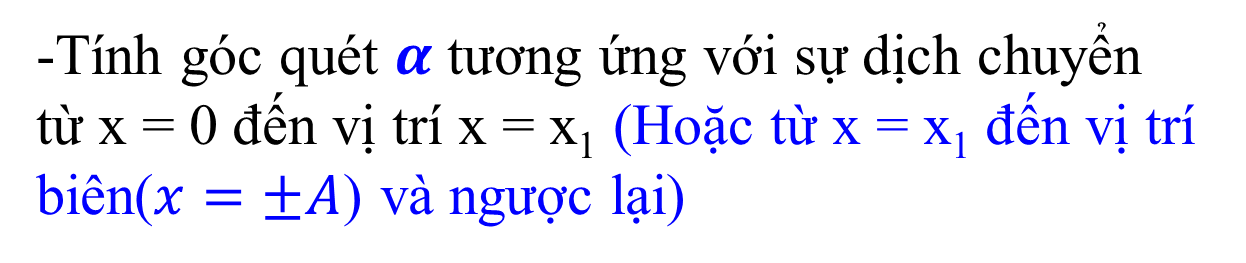 -Tính góc quét α tương ứng với sự dịch chuyển
từ x = 0 đến vị trí x = x₁ (Hoặc từ x = x₁ đến vị trí
biên(x = ±A) và ngược lại)